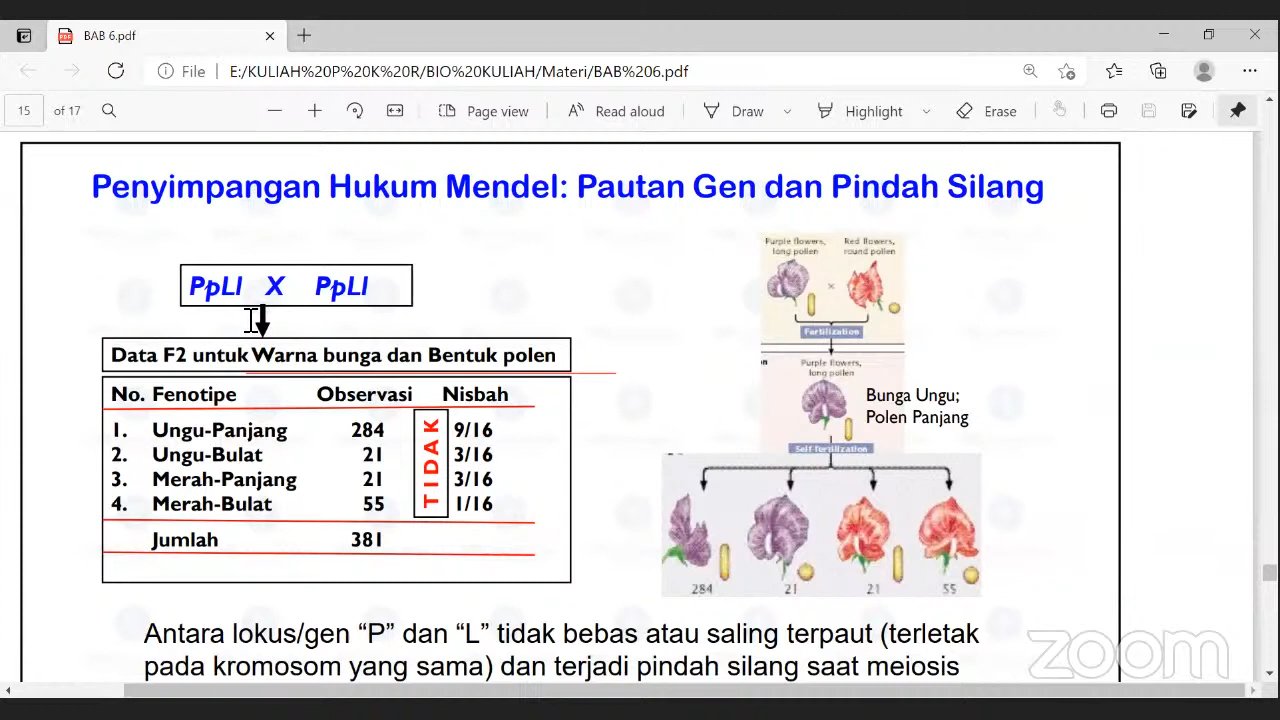 BAB 6.pdf
File
E:/KULIAH%20P%20K%20R/BIO%20KULIAH/Materi/BAB%206.pdf
15 of 17
Page view
Read aloud
Draw
Highlight
Erase
Penyimpangan Hukum Mendel: Pautan Gen dan Pindah Silang
PpLl X PpLl
Data F2 untuk Warna bunga dan Bentuk polen
No. Fenotipe Observasi Nisbah
1. Ungu-Panjang 284 9/16
2. Ungu-Bulat 21 3/16
3. Merah-Panjang 21 3/16
4. Merah-Bulat 55 1/16
TIDAK
Jumlah 381
Purple flowers, long pollen
Red flowers, round pollen
x
Fertilization
on
Purple flowers, long pollen
Bunga Ungu;
Polen Panjang
Self-fertilization
284 21 21 55
Antara lokus/gen “P” dan “L” tidak bebas atau saling terpaut (terletak
pada kromosom yang sama) dan terjadi pindah silang saat meiosis
zoom